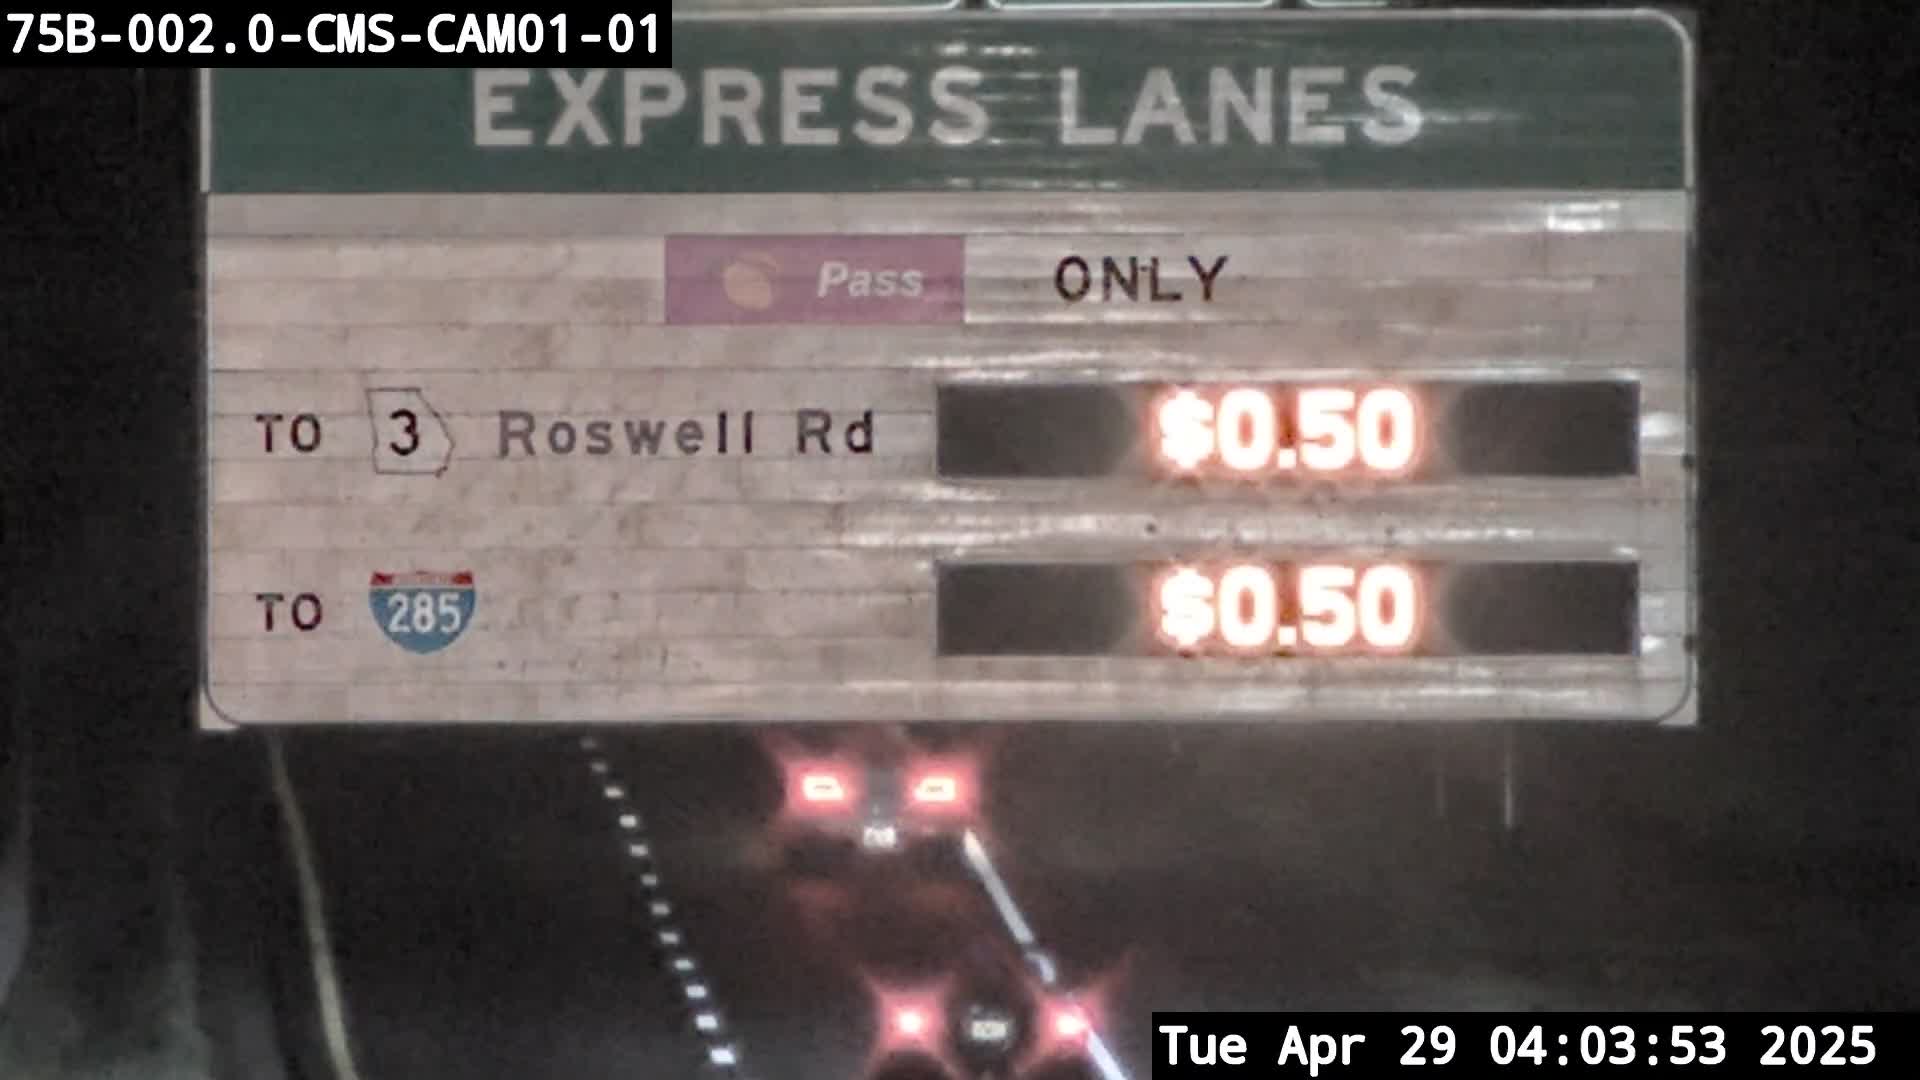 75B-002.0-CMS-CAM01-01
EXPRESS LANES
Pass ONLY
TO 3 Roswell Rd $0.50
TO 285 $0.50
Tue Apr 29 04:03:53 2025